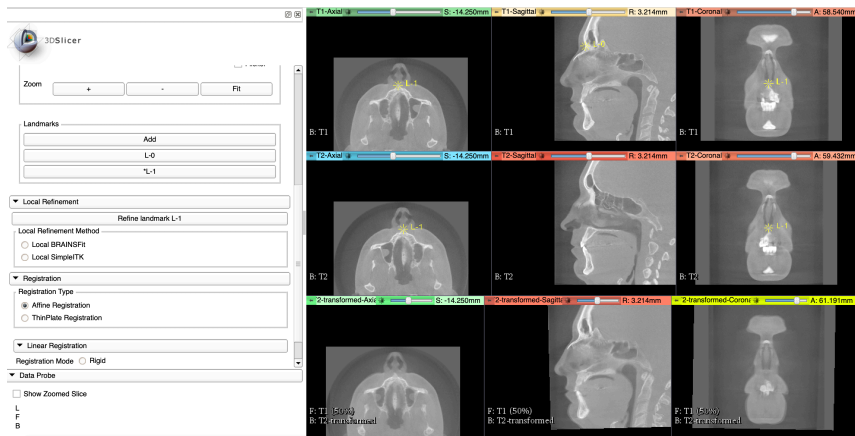 3DSlicer
Zoom
+
-
Fit
Landmarks
Add
L-0
*L-1
Local Refinement
Refine landmark L-1
Local Refinement Method
Local BRAINSFit
Local SimpleITK
Registration
Registration Type
Affine Registration
ThinPlate Registration
Linear Registration
Registration Mode Rigid
Data Probe
Show Zoomed Slice
L
F
B
T1-Axial S: -14.250mm
L-1
B: T1
T1-Sagittal R: 3.214mm
L-0
B: T1
T1-Coronal A: 58.540mm
L-1
B: T1
T2-Axial S: -14.250mm
L-1
B: T2
T2-Sagittal R: 3.214mm
B: T2
T2-Coronal A: 59.432mm
L-1
B: T2
2-transformed-Axia S: -14.250mm
F: T1 (50%)
B: T2-transformed
2-transformed-Sagitta R: 3.214mm
F: T1 (50%)
B: T2-transformed
2-transformed-Corona A: 61.191mm
F: T1 (50%)
B: T2-transformed